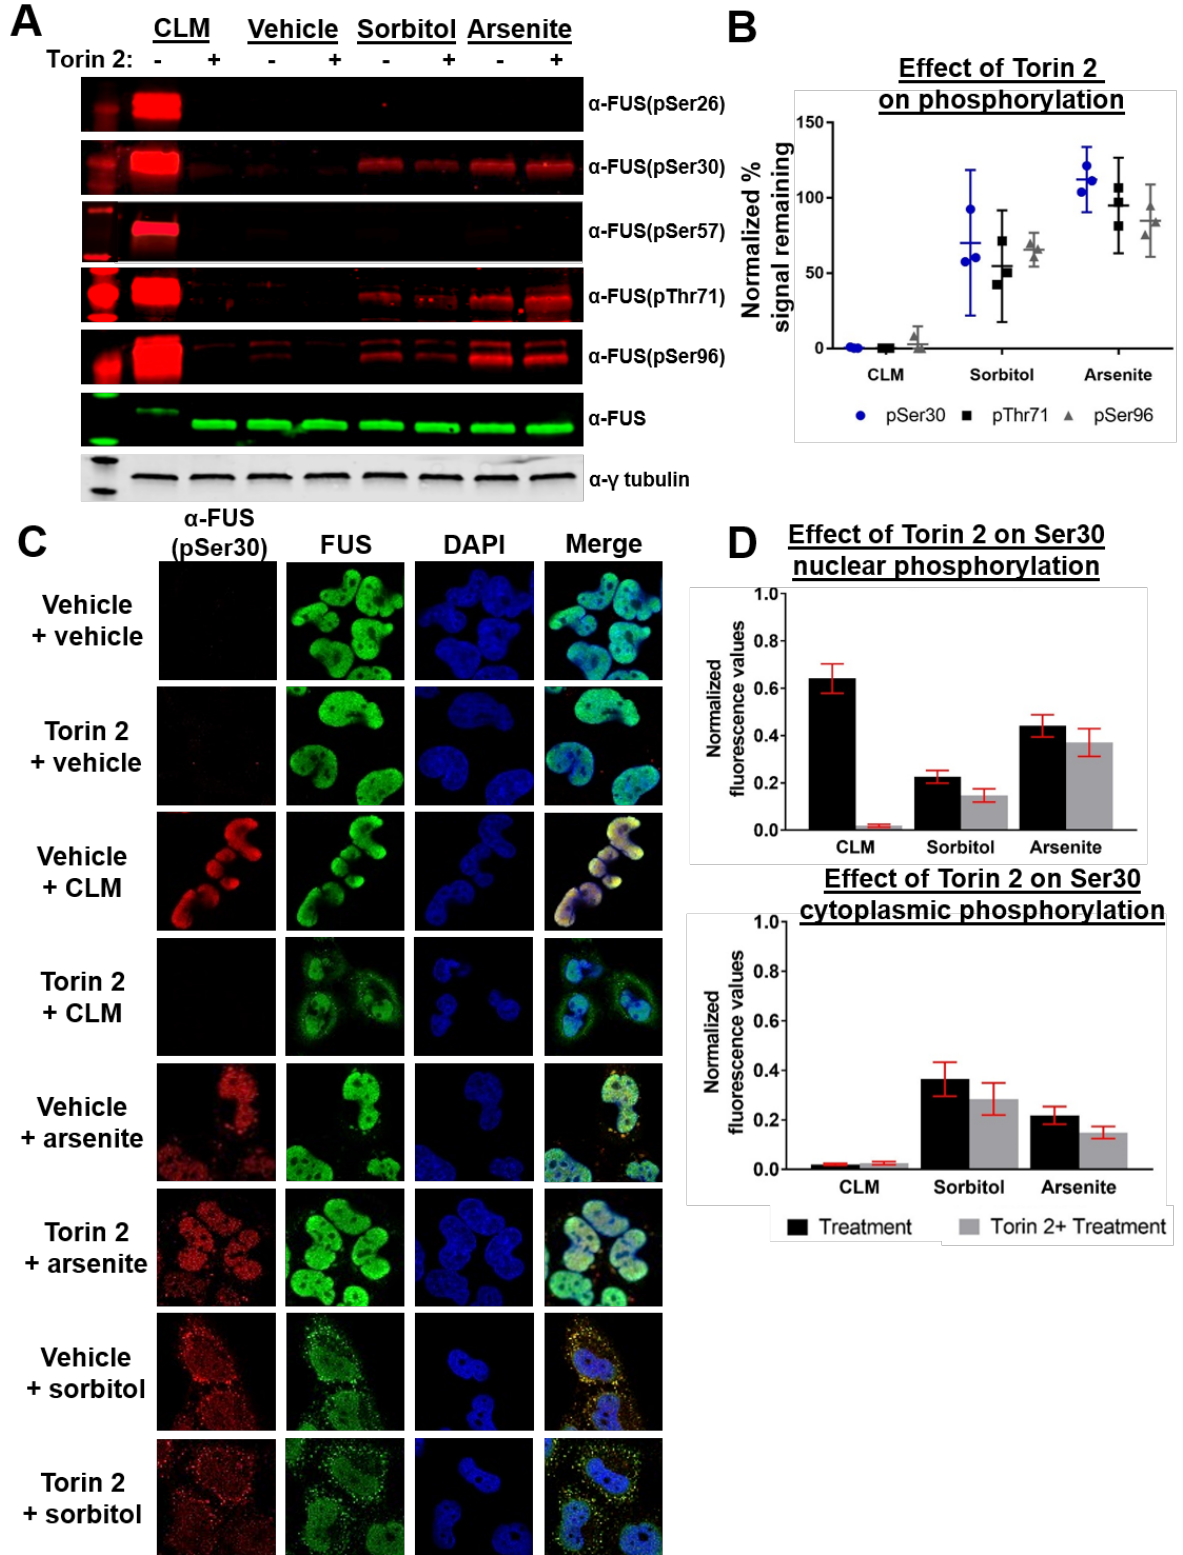 A
CLM Vehicle Sorbitol Arsenite
Torin 2: - + - + - + - +
α-FUS(pSer26)
α-FUS(pSer30)
α-FUS(pSer57)
α-FUS(pThr71)
α-FUS(pSer96)
α-FUS
α-γ tubulin
B
Effect of Torin 2
on phosphorylation
Normalized %
signal remaining
150
100
50
0
CLM Sorbitol Arsenite
pSer30 pThr71 pSer96
C
α-FUS
(pSer30) FUS DAPI Merge
Vehicle
+ vehicle
Torin 2
+ vehicle
Vehicle
+ CLM
Torin 2
+ CLM
Vehicle
+ arsenite
Torin 2
+ arsenite
Vehicle
+ sorbitol
Torin 2
+ sorbitol
D
Effect of Torin 2 on Ser30
nuclear phosphorylation
Normalized
fluorescence values
1.0
0.8
0.6
0.4
0.2
0.0
CLM Sorbitol Arsenite
Effect of Torin 2 on Ser30
cytoplasmic phosphorylation
Normalized
fluorescence values
1.0
0.8
0.6
0.4
0.2
0.0
CLM Sorbitol Arsenite
Treatment Torin 2+ Treatment